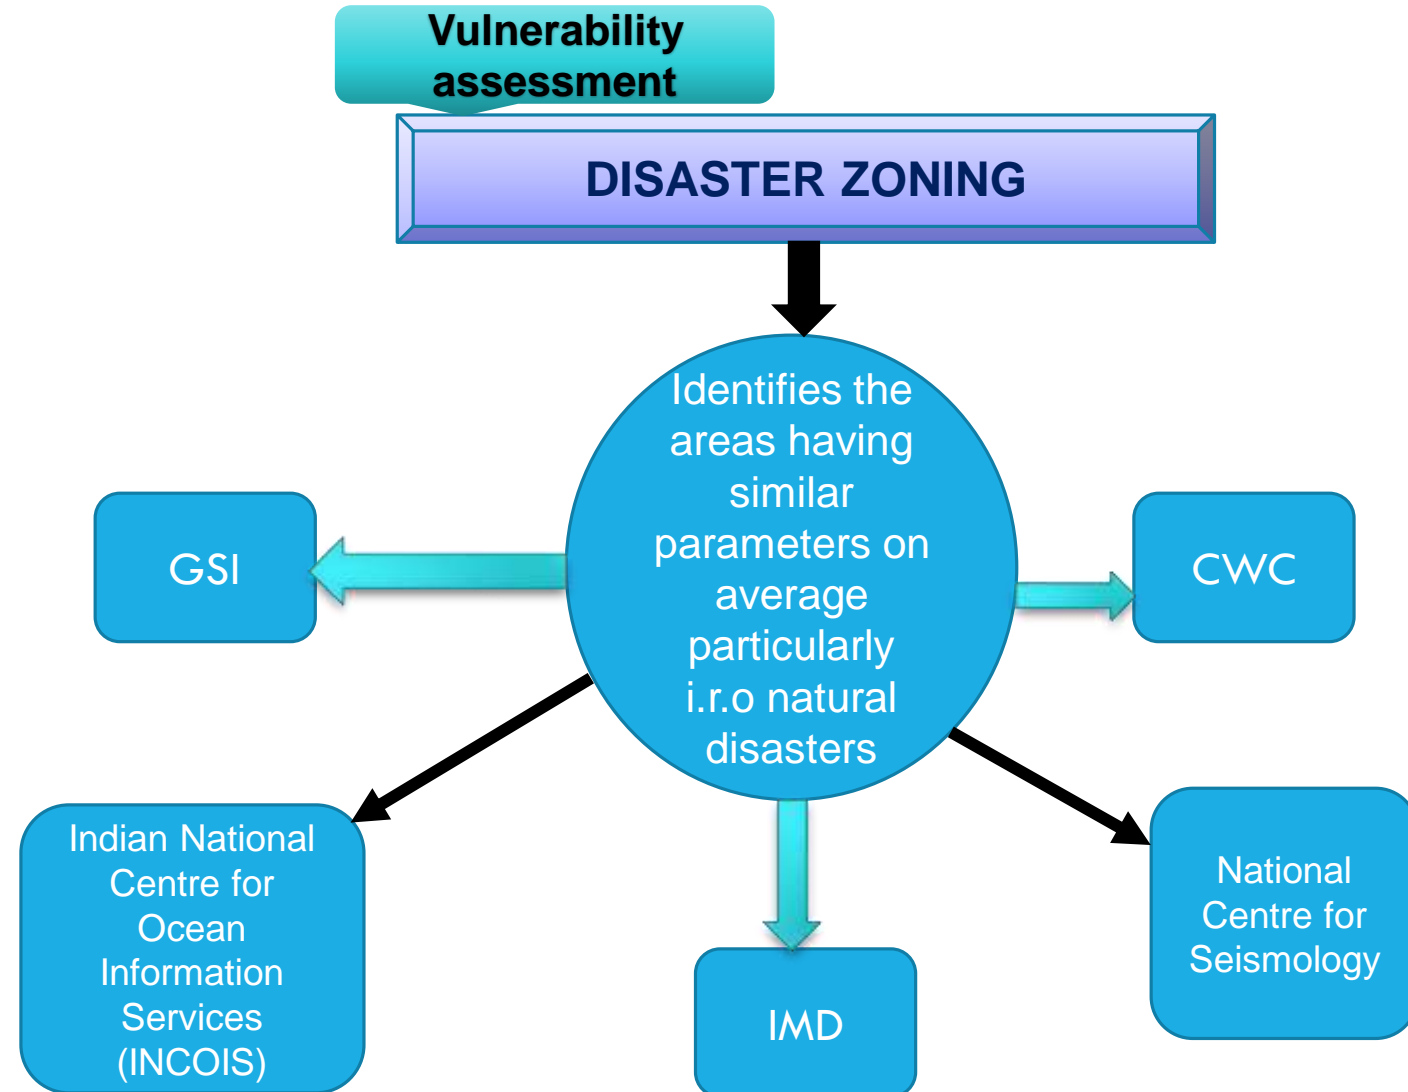 Vulnerability
assessment
DISASTER ZONING
Identifies the
areas having
similar
parameters on
average
particularly
i.r.o natural
disasters
GSI
CWC
Indian National
Centre for
Ocean
Information
Services
(INCOIS)
IMD
National
Centre for
Seismology